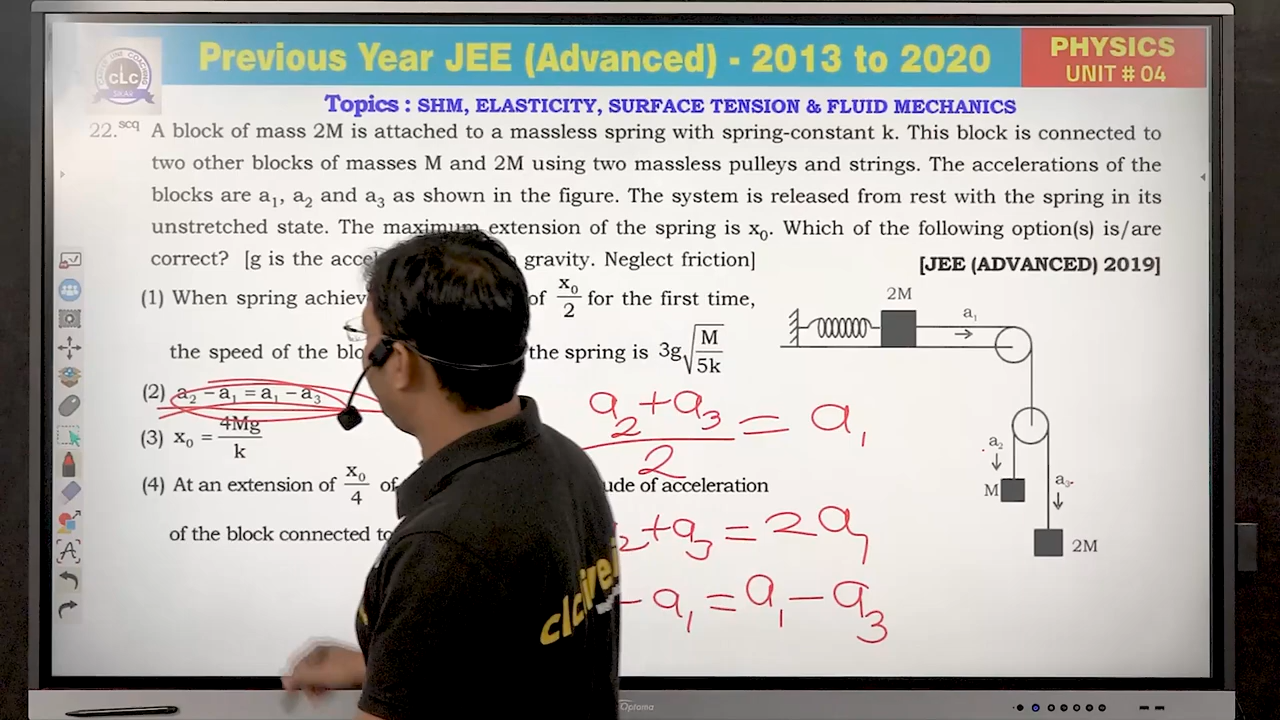 Previous Year JEE (Advanced) - 2013 to 2020
PHYSICS
UNIT # 04
CLC
SIKAR
Topics : SHM, ELASTICITY, SURFACE TENSION & FLUID MECHANICS
22.scq A block of mass 2M is attached to a massless spring with spring-constant k. This block is connected to
two other blocks of masses M and 2M using two massless pulleys and strings. The accelerations of the
blocks are a₁, a₂ and a₃ as shown in the figure. The system is released from rest with the spring in its
unstretched state. The maximum extension of the spring is x₀. Which of the following option(s) is/are
correct? [g is the gravity. Neglect friction]
[JEE (ADVANCED) 2019]
(1) When spring of x₀/2 for the first time,
the speed of the the spring is 3g√(M/5k)
(2) a₂ – a₁ = a₁ – a₃
(3) x₀ = 4Mg/k
(4) At an extension of x₀/4 of acceleration
of the block connected
2M
a₁
a₂
M
a₃
2M
(a₂ + a₃)/2 = a₁
+ a₃ = 2a₁
– a₁ = a₁ – a₃
Optoma